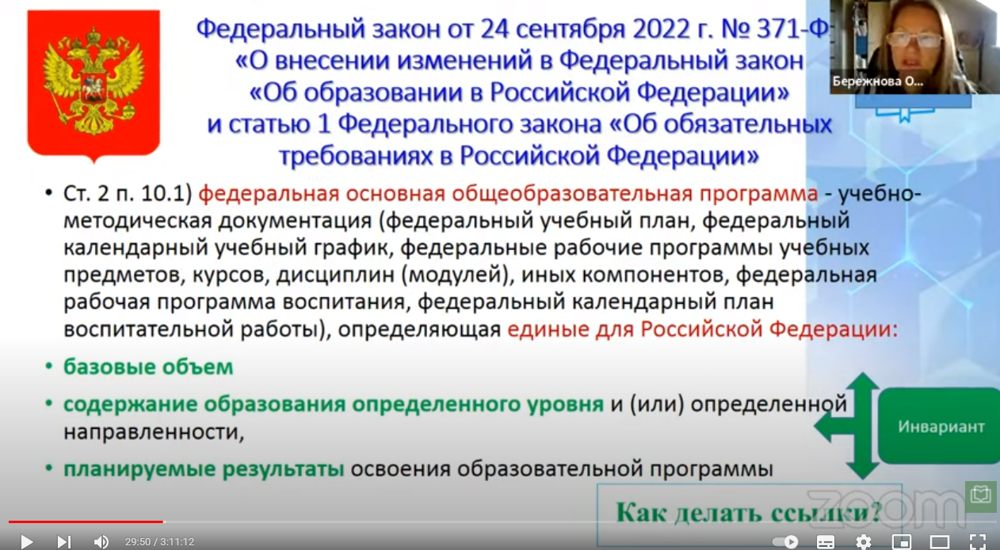 Федеральный закон от 24 сентября 2022 г. № 371-Ф
«О внесении изменений в Федеральный закон
«Об образовании в Российской Федерации»
и статью 1 Федерального закона «Об обязательных
требованиях в Российской Федерации»
Бережнова О...
• Ст. 2 п. 10.1) федеральная основная общеобразовательная программа - учебно-
методическая документация (федеральный учебный план, федеральный
календарный учебный график, федеральные рабочие программы учебных
предметов, курсов, дисциплин (модулей), иных компонентов, федеральная
рабочая программа воспитания, федеральный календарный план
воспитательной работы), определяющая единые для Российской Федерации:
• базовые объем
• содержание образования определенного уровня и (или) определенной
направленности,
• планируемые результаты освоения образовательной программы
Инвариант
Как делать ссылки?
zoom
29:50 / 3:11:12